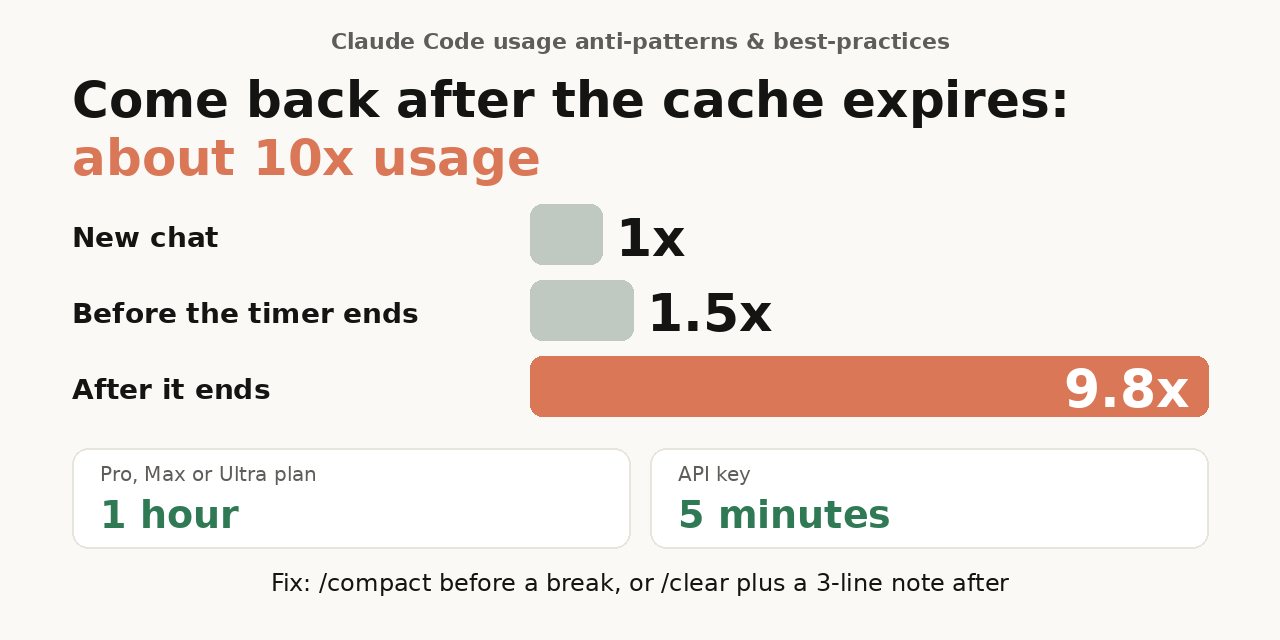 Claude Code usage anti-patterns & best-practices
Come back after the cache expires:
about 10x usage
New chat
1x
Before the timer ends
1.5x
After it ends
9.8x
Pro, Max or Ultra plan
1 hour
API key
5 minutes
Fix: /compact before a break, or /clear plus a 3-line note after